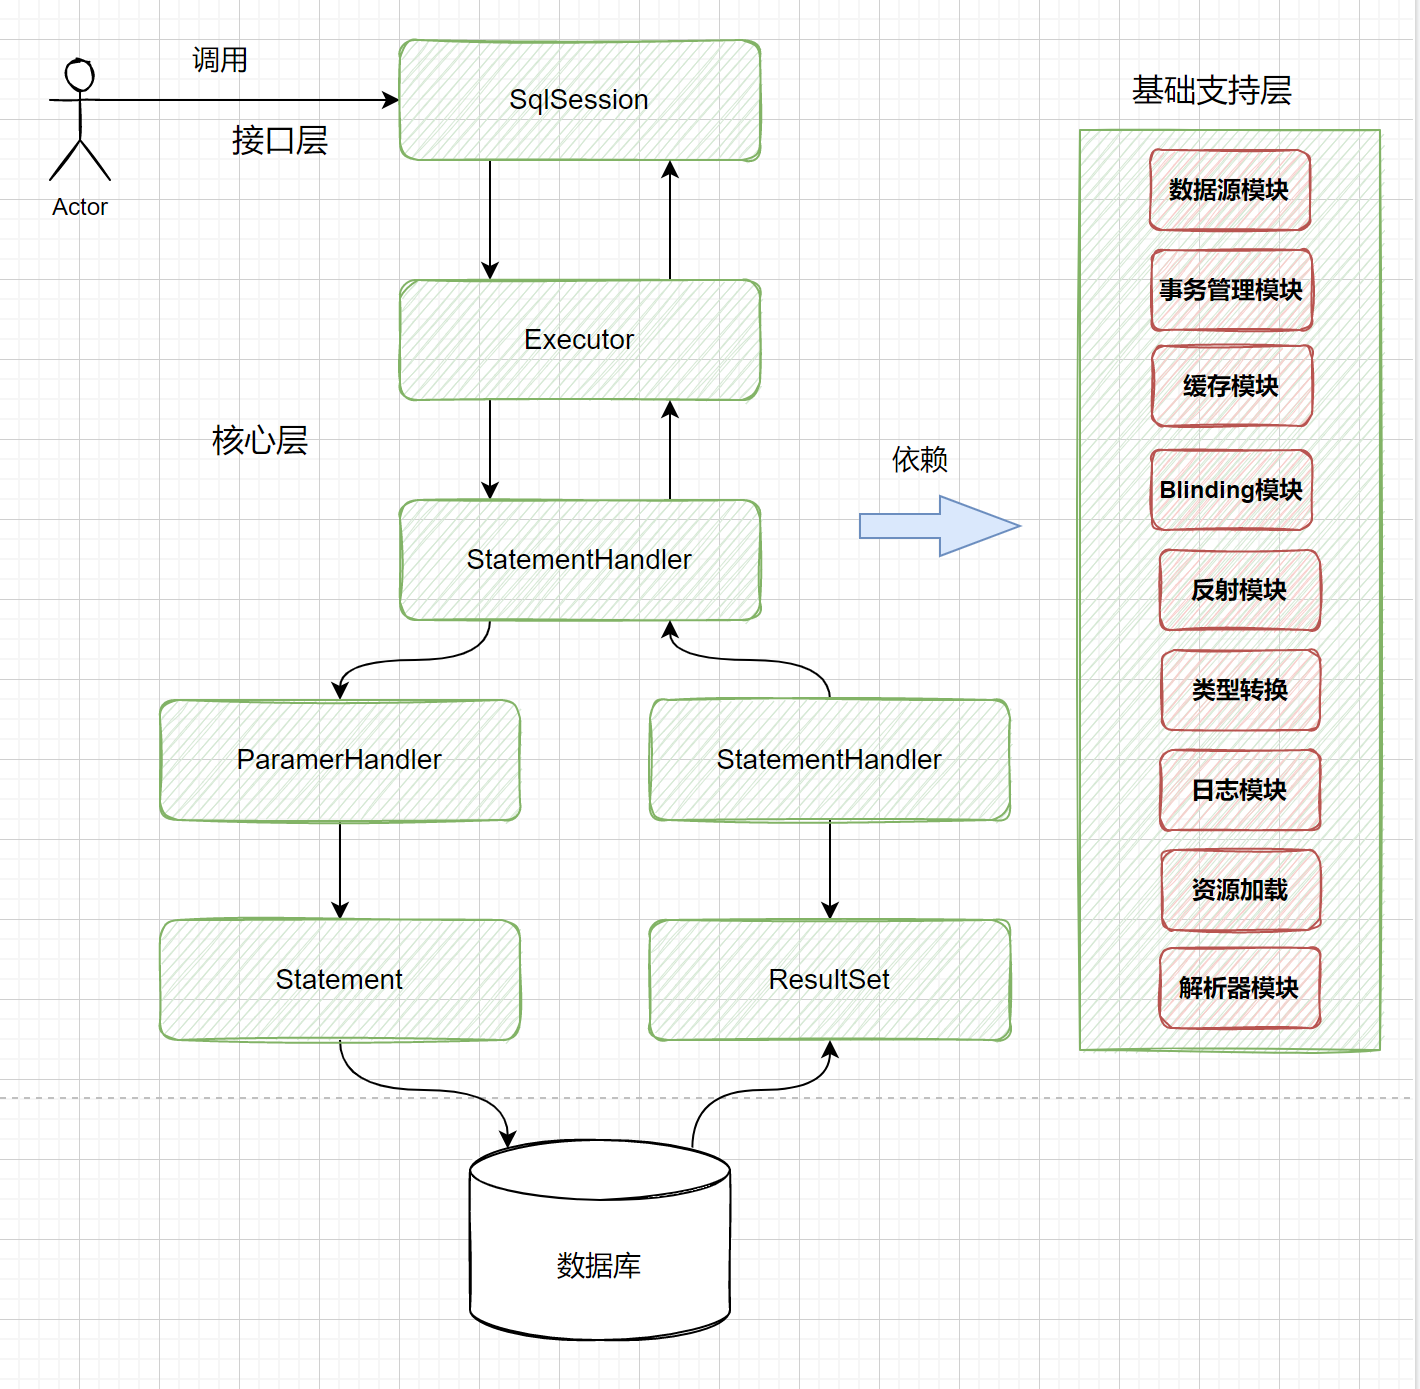 调用
SqlSession
接口层
Actor
Executor
核心层
StatementHandler
ParamerHandler
StatementHandler
Statement
ResultSet
数据库
依赖
基础支持层
数据源模块
事务管理模块
缓存模块
Blinding模块
反射模块
类型转换
日志模块
资源加载
解析器模块